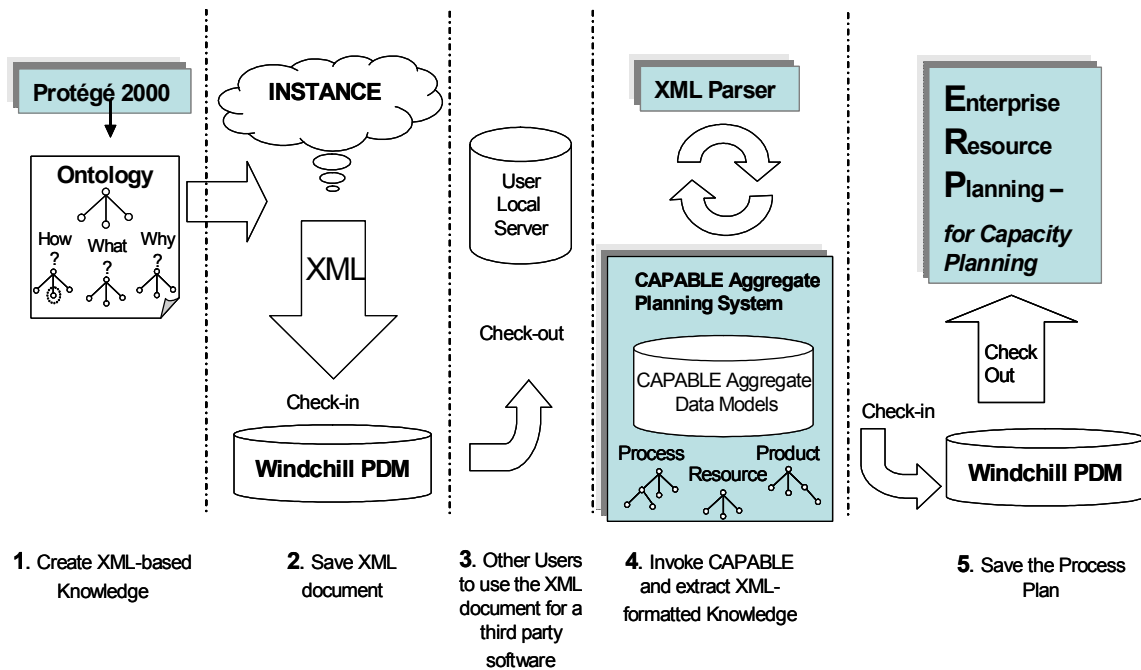 Protégé 2000
Ontology
How
What
Why
?
?
?
INSTANCE
XML
Check-in
Windchill PDM
User
Local
Server
Check-out
XML Parser
CAPABLE Aggregate
Planning System
CAPABLE Aggregate
Data Models
Process
Resource
Product
Enterprise
Resource
Planning –
for Capacity
Planning
Check
Out
Check-in
Windchill PDM
1. Create XML-based
Knowledge
2. Save XML
document
3. Other Users
to use the XML
document for a
third party
software
4. Invoke CAPABLE
and extract XML-
formatted Knowledge
5. Save the Process
Plan